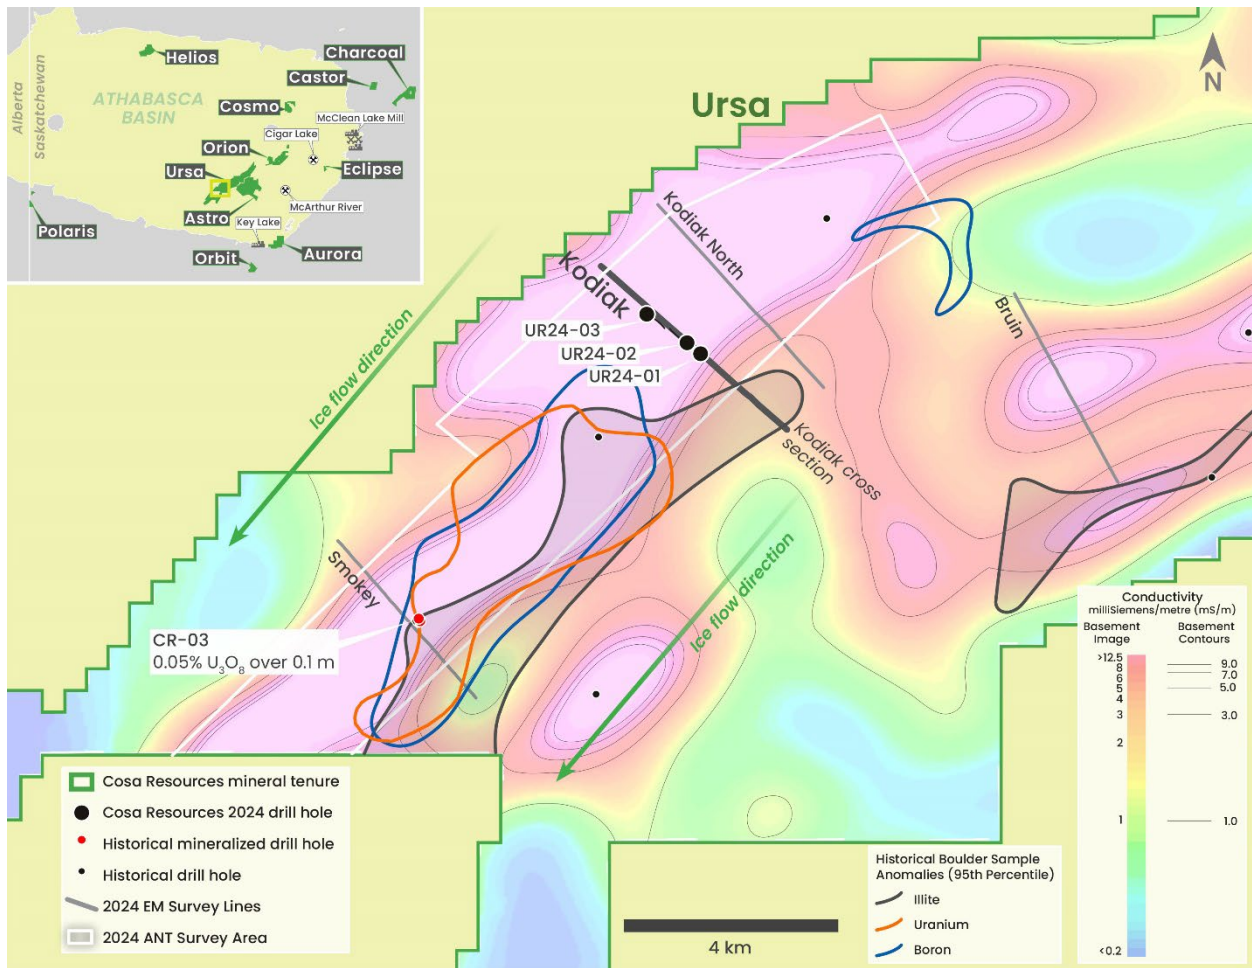 Alberta
Saskatchewan
ATHABASCA
BASIN
Helios
Charcoal
Castor
Cosmo
McClean Lake Mill
Cigar Lake
Orion
Ursa
Eclipse
Astro
McArthur River
Key Lake
Polaris
Orbit
Aurora
Ursa
N
Kodiak North
Kodiak
UR24-03
UR24-02
UR24-01
Bruin
Ice flow direction
Kodiak cross
section
Smokey
Ice flow direction
CR-03
0.05% U₃O₈ over 0.1 m
Cosa Resources mineral tenure
Cosa Resources 2024 drill hole
Historical mineralized drill hole
Historical drill hole
2024 EM Survey Lines
2024 ANT Survey Area
4 km
Historical Boulder Sample
Anomalies (95th Percentile)
Illite
Uranium
Boron
Conductivity
milliSiemens/metre (mS/m)
Basement Basement
Image Contours
>12.5
8
6
5
4
3
2
1
<0.2
9.0
7.0
5.0
3.0
1.0